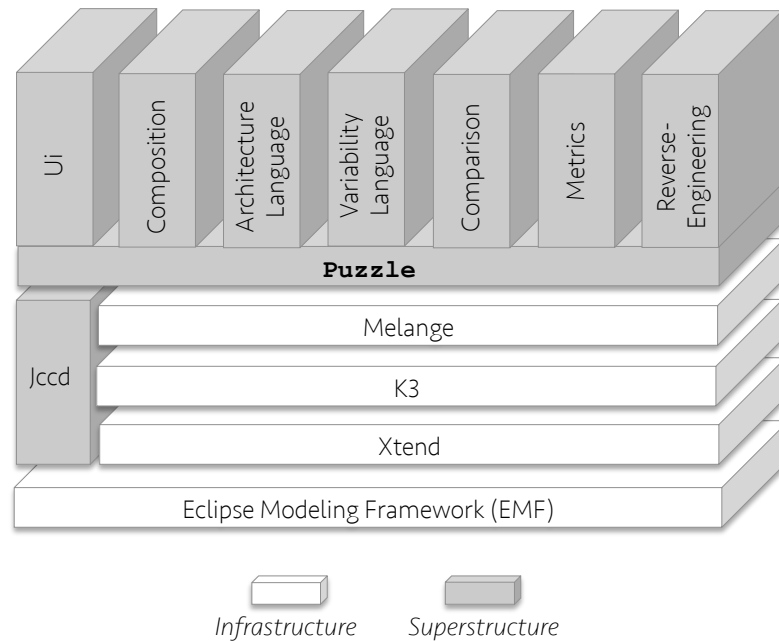 Ui
Composition
Architecture
Language
Variability
Language
Comparison
Metrics
Reverse-
Engineering
Puzzle
Melange
Jccd
K3
Xtend
Eclipse Modeling Framework (EMF)
Infrastructure
Superstructure